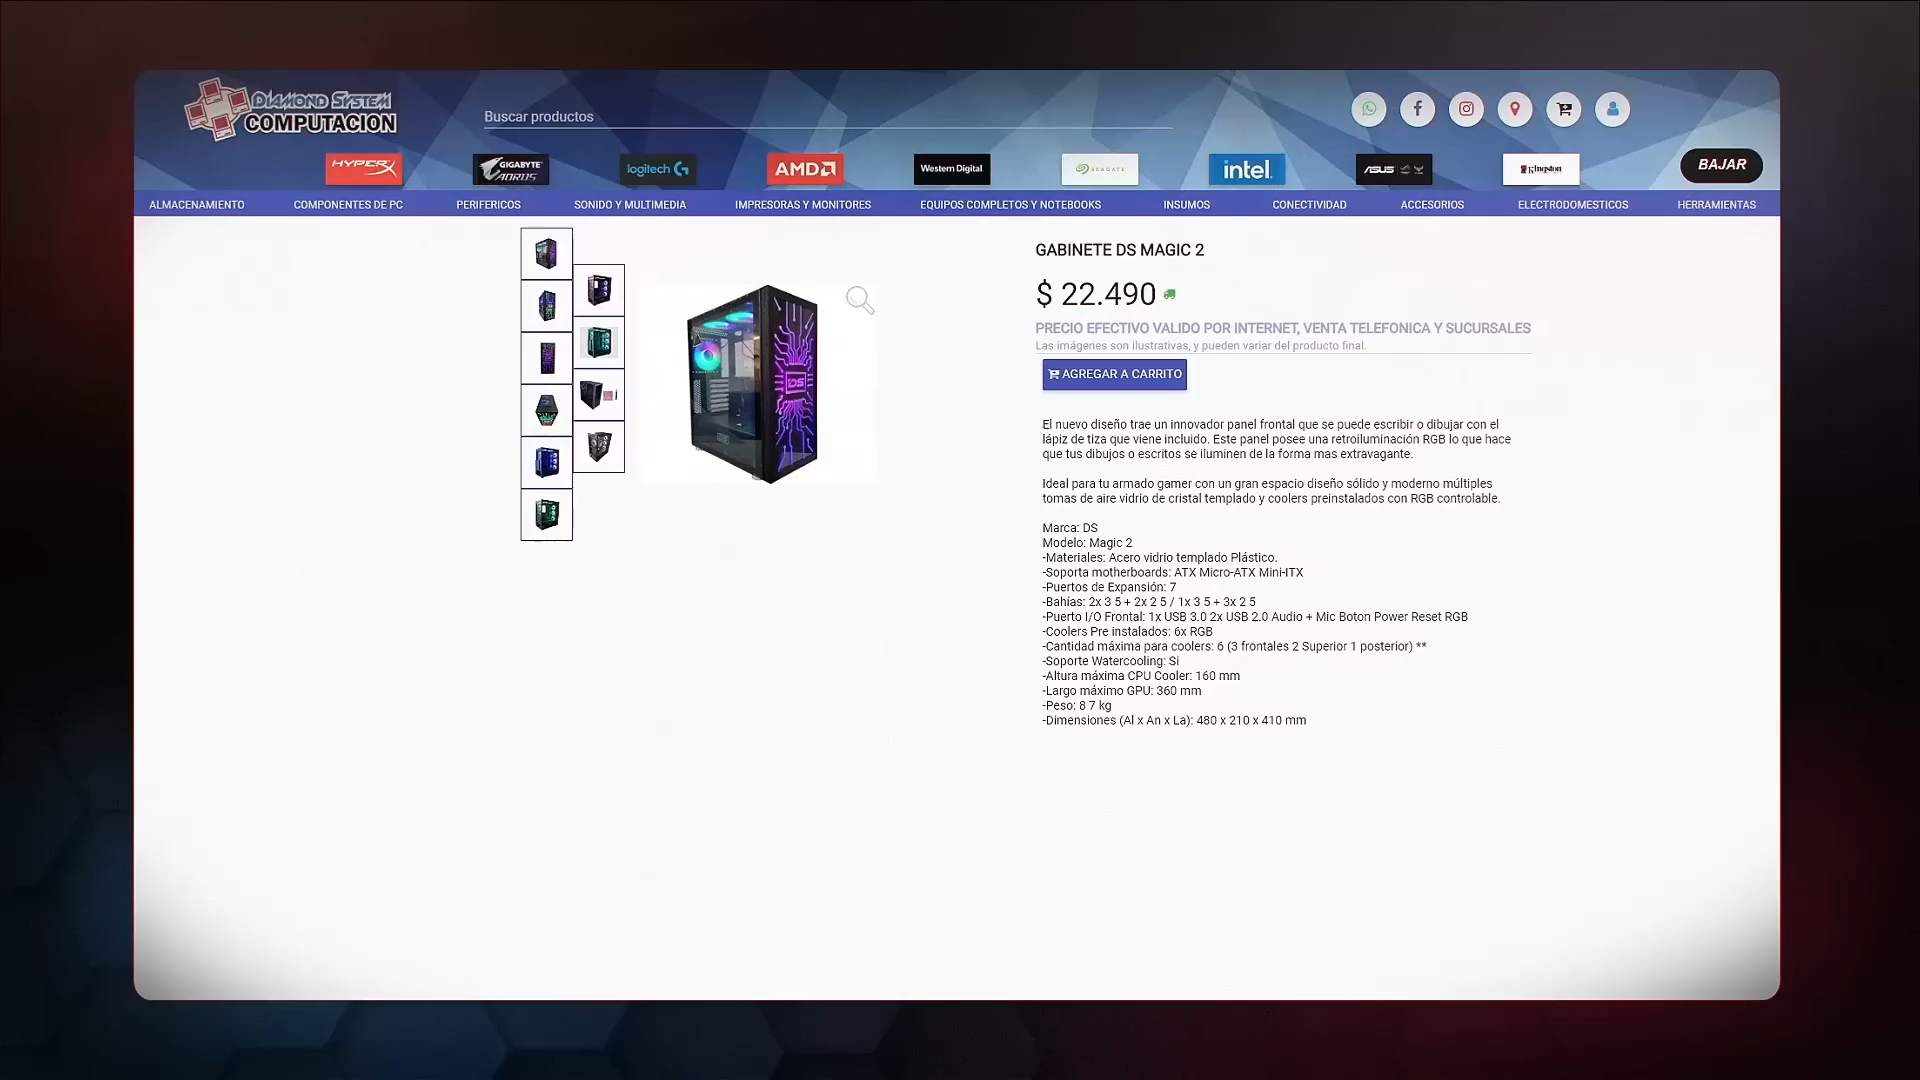 DIAMOND SYSTEM
COMPUTACION
Buscar productos
HYPERX
GIGABYTE
AORUS
logitech G
AMD
Western Digital
SEAGATE
intel
ASUS
Kingston
BAJAR
ALMACENAMIENTO
COMPONENTES DE PC
PERIFERICOS
SONIDO Y MULTIMEDIA
IMPRESORAS Y MONITORES
EQUIPOS COMPLETOS Y NOTEBOOKS
INSUMOS
CONECTIVIDAD
ACCESORIOS
ELECTRODOMESTICOS
HERRAMIENTAS
DS
GABINETE DS MAGIC 2
$ 22.490
PRECIO EFECTIVO VALIDO POR INTERNET, VENTA TELEFONICA Y SUCURSALES
Las imágenes son ilustrativas, y pueden variar del producto final.
AGREGAR A CARRITO
El nuevo diseño trae un innovador panel frontal que se puede escribir o dibujar con el
lápiz de tiza que viene incluido. Este panel posee una retroiluminación RGB lo que hace
que tus dibujos o escritos se iluminen de la forma mas extravagante.
Ideal para tu armado gamer con un gran espacio diseño sólido y moderno múltiples
tomas de aire vidrio de cristal templado y coolers preinstalados con RGB controlable.
Marca: DS
Modelo: Magic 2
-Materiales: Acero vidrio templado Plástico.
-Soporta motherboards: ATX Micro-ATX Mini-ITX
-Puertos de Expansión: 7
-Bahías: 2x 3 5 + 2x 2 5 / 1x 3 5 + 3x 2 5
-Puerto I/O Frontal: 1x USB 3.0 2x USB 2.0 Audio + Mic Boton Power Reset RGB
-Coolers Pre instalados: 6x RGB
-Cantidad máxima para coolers: 6 (3 frontales 2 Superior 1 posterior) **
-Soporte Watercooling: Si
-Altura máxima CPU Cooler: 160 mm
-Largo máximo GPU: 360 mm
-Peso: 8 7 kg
-Dimensiones (Al x An x La): 480 x 210 x 410 mm